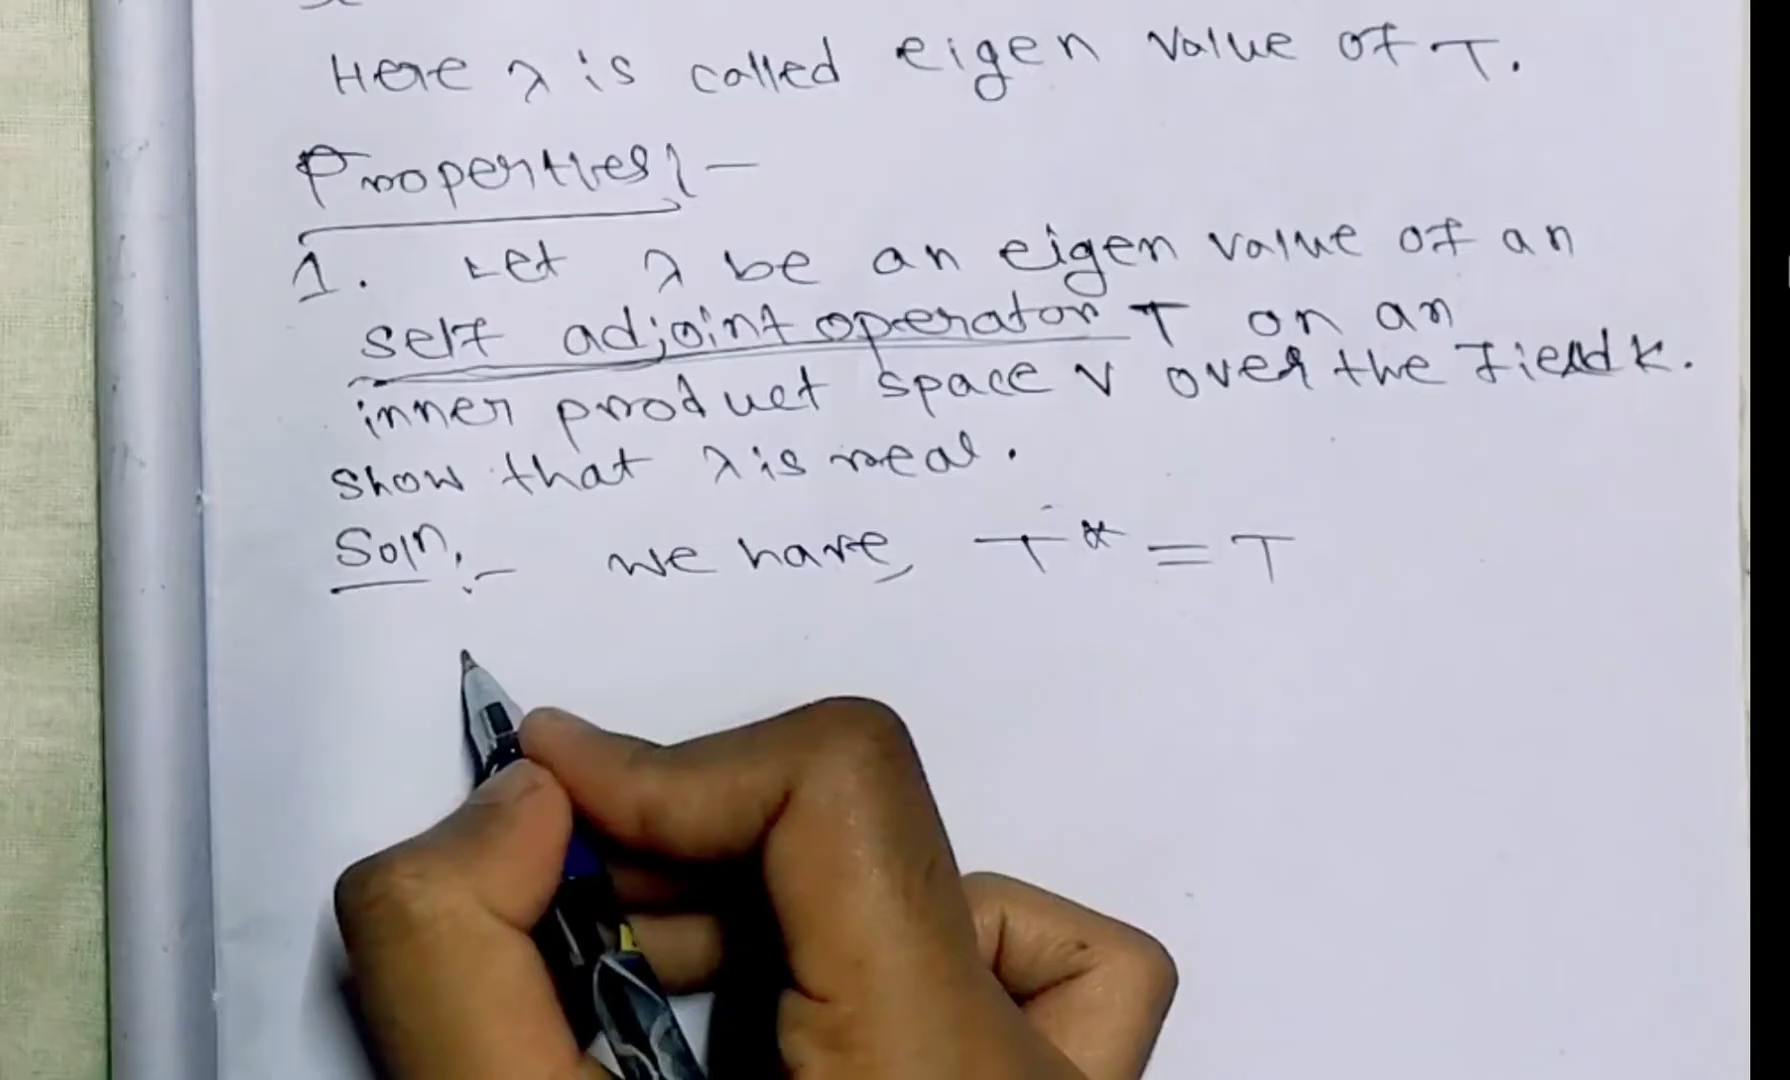 Here λ is called eigen value of T.
Properties:-
1. Let λ be an eigen value of an
self adjoint operator T on an
inner product space V over the field K.
show that λ is real.
Soln:- we have, T* = T